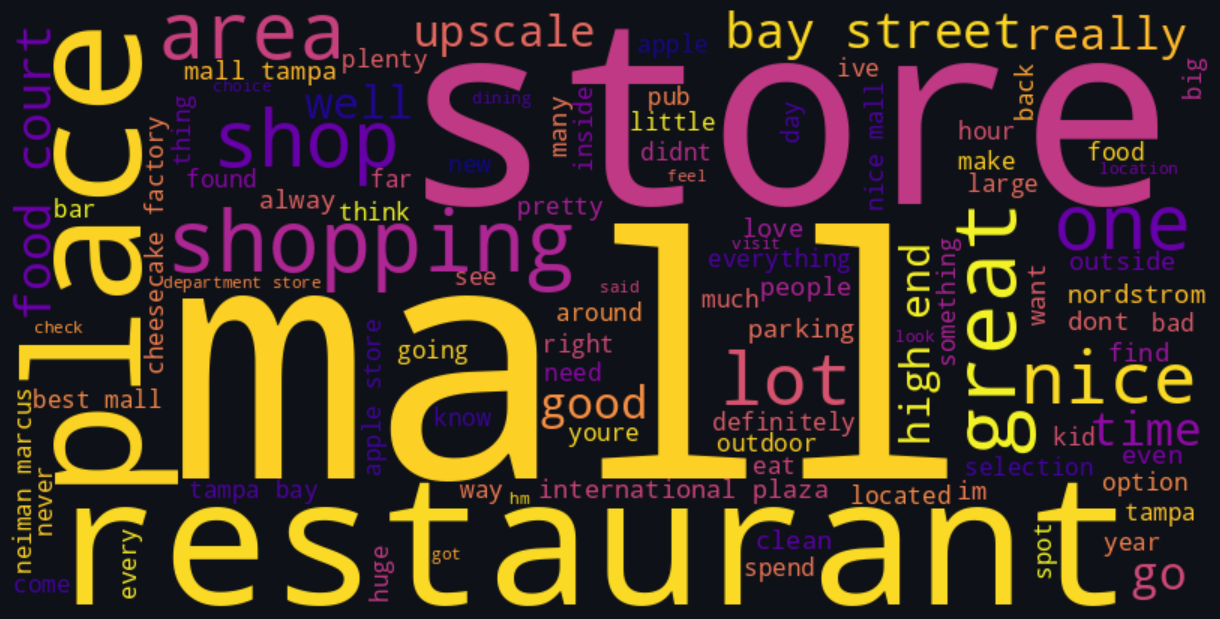 area
upscale
bay street
really
mall tampa
plenty
apple
ive
back
big
food court
place
choice
well
dining
store
pub
little
day
nice mall
hour
make
food
location
thing
shop
many
inside
didnt
feel
large
found
far
new
cheesecake factory
bar
alway
think
pretty
love
visit
everything
great
one
outside
shopping
department store
see
said
much
people
high end
something
want
nordstrom
dont
bad
check
mall
around
parking
right
look
find
apple store
going
need
lot
nice
best mall
know
good
youre
definitely
outdoor
kid
time
even
neiman marcus
never
tampa bay
way
hm
international plaza
eat
located
im
selection
option
tampa
come
every
restaurant
huge
got
clean
spend
spot
year
go